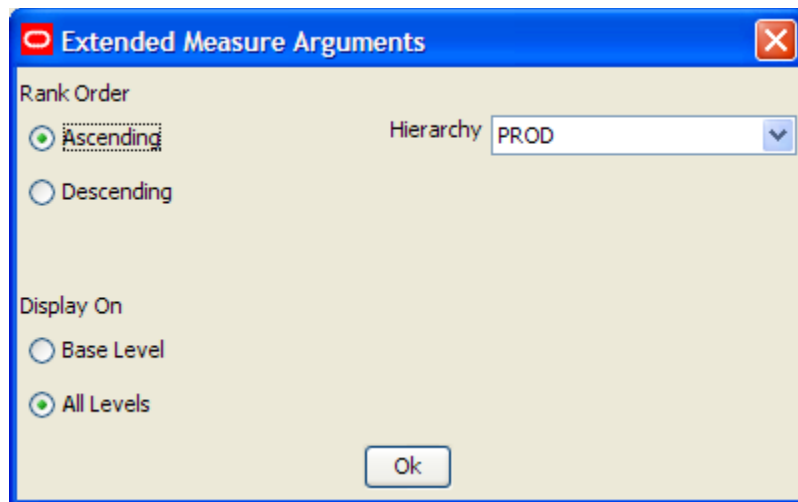 Extended Measure Arguments
Rank Order
Ascending
Hierarchy PROD
Descending
Display On
Base Level
All Levels
Ok